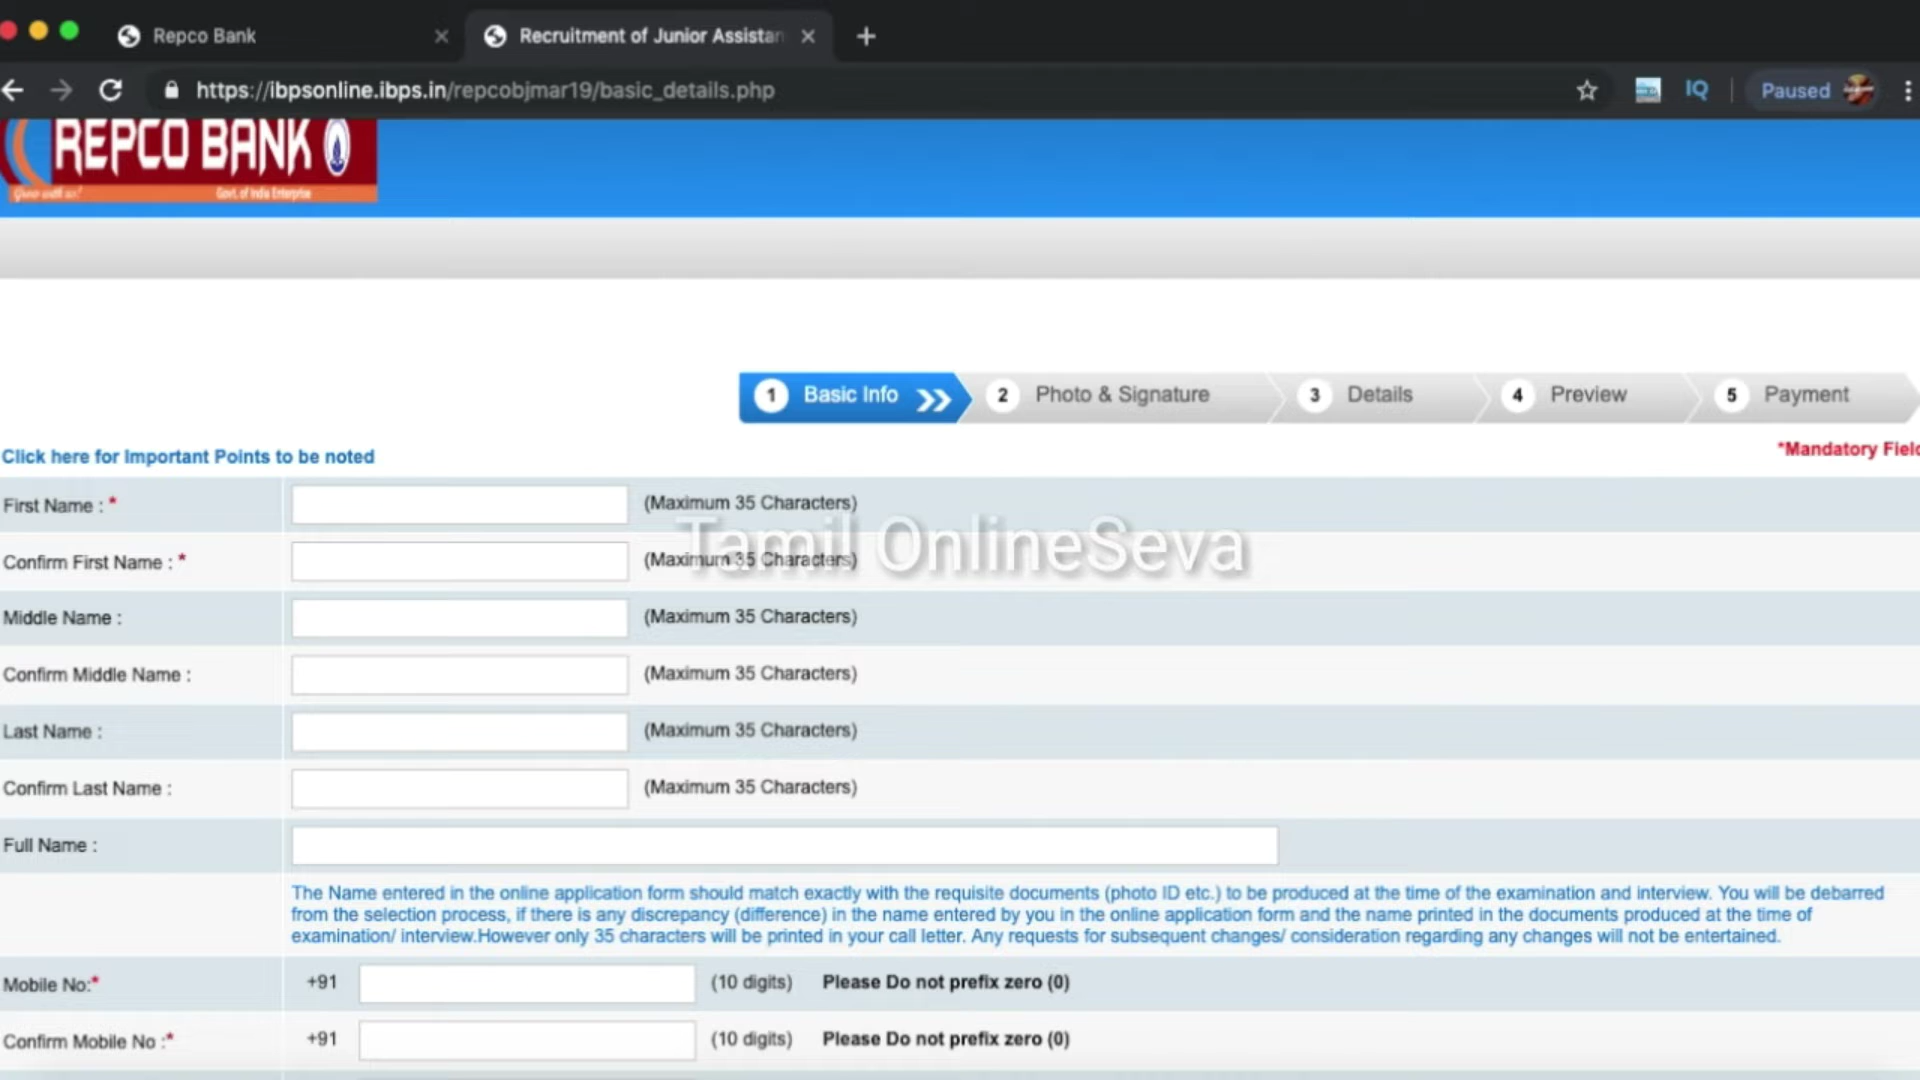 Repco Bank
Recruitment of Junior Assistan
https://ibpsonline.ibps.in/repcobjmar19/basic_details.php
IQ
Paused
REPCO BANK
Govt. of India Enterprise
1 Basic Info
2 Photo & Signature
3 Details
4 Preview
5 Payment
*Mandatory Field
Click here for Important Points to be noted
First Name : * (Maximum 35 Characters)
Tamil OnlineSeva
Confirm First Name : * (Maximum 35 Characters)
Middle Name : (Maximum 35 Characters)
Confirm Middle Name : (Maximum 35 Characters)
Last Name : (Maximum 35 Characters)
Confirm Last Name : (Maximum 35 Characters)
Full Name :
The Name entered in the online application form should match exactly with the requisite documents (photo ID etc.) to be produced at the time of the examination and interview. You will be debarred
from the selection process, if there is any discrepancy (difference) in the name entered by you in the online application form and the name printed in the documents produced at the time of
examination/ interview.However only 35 characters will be printed in your call letter. Any requests for subsequent changes/ consideration regarding any changes will not be entertained.
Mobile No:* +91 (10 digits) Please Do not prefix zero (0)
Confirm Mobile No :* +91 (10 digits) Please Do not prefix zero (0)